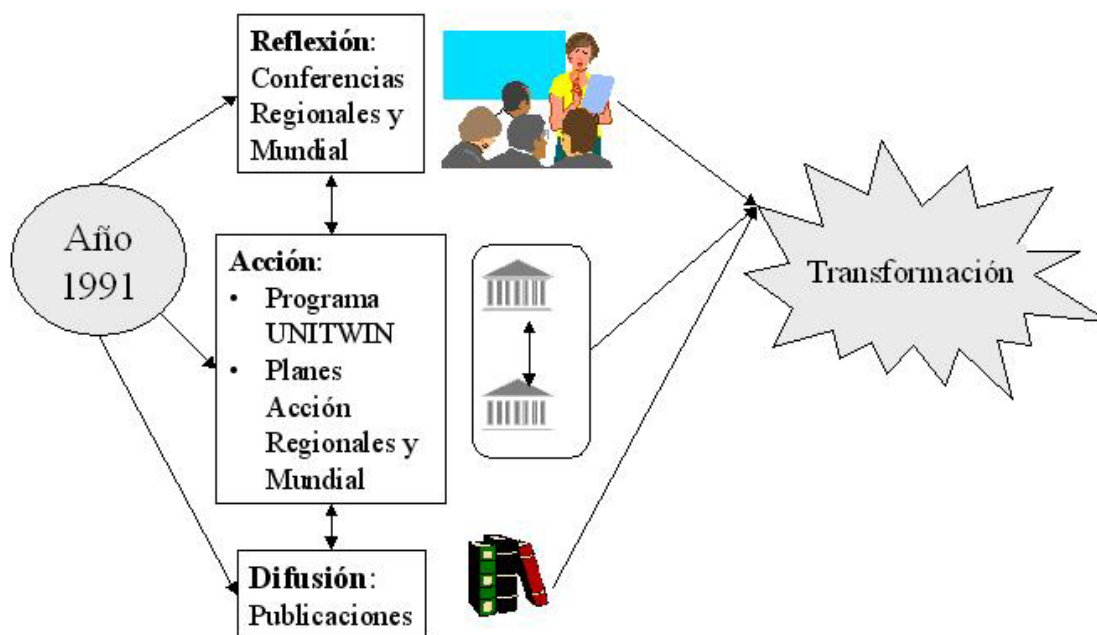 Año
1991
Reflexión:
Conferencias
Regionales y
Mundial
Acción:
• Programa
UNITWIN
• Planes
Acción
Regionales y
Mundial
Difusión:
Publicaciones
Transformación